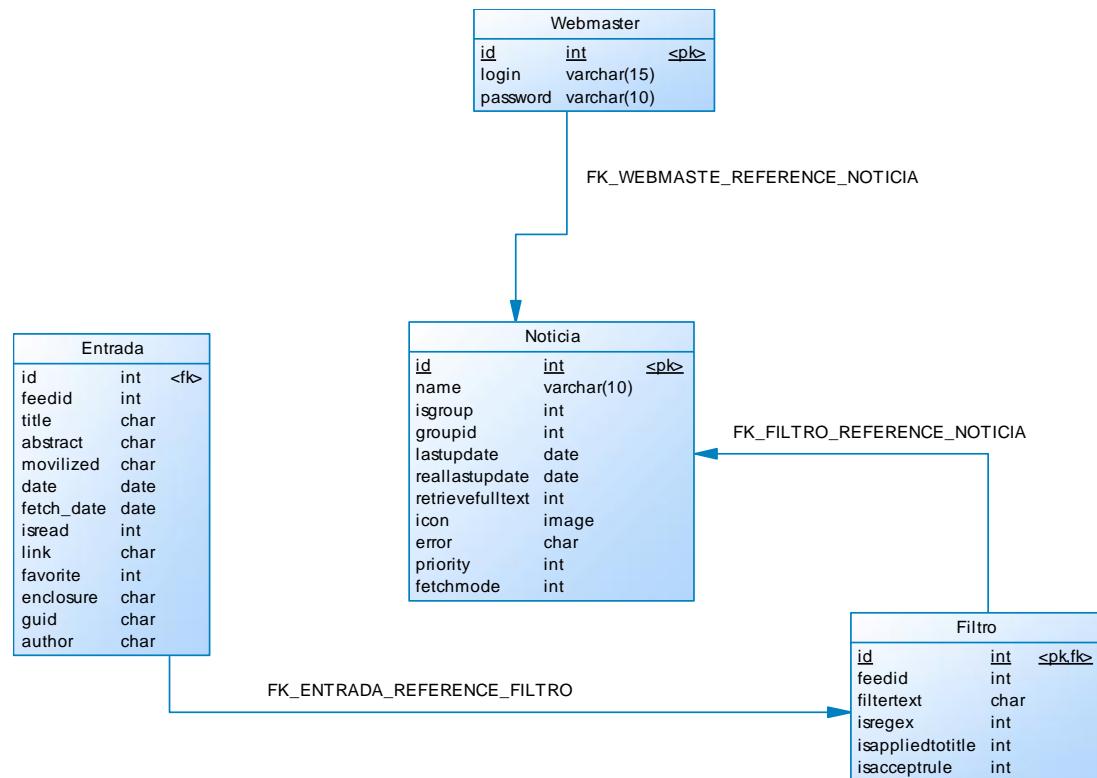 Webmaster
id int <pk>
login varchar(15)
password varchar(10)
FK_WEBMASTE_REFERENCE_NOTICIA
Entrada
id int <fk>
feedid int
title char
abstract char
movilized char
date date
fetch_date date
isread int
link char
favorite int
enclosure char
guid char
author char
Noticia
id int <pk>
name varchar(10)
isgroup int
groupid int
lastupdate date
reallastupdate date
retrievefulltext int
icon image
error char
priority int
fetchmode int
FK_FILTRO_REFERENCE_NOTICIA
FK_ENTRADA_REFERENCE_FILTRO
Filtro
id int <pk,fk>
feedid int
filtertext char
isregex int
isappliedtotitle int
isacceptrule int